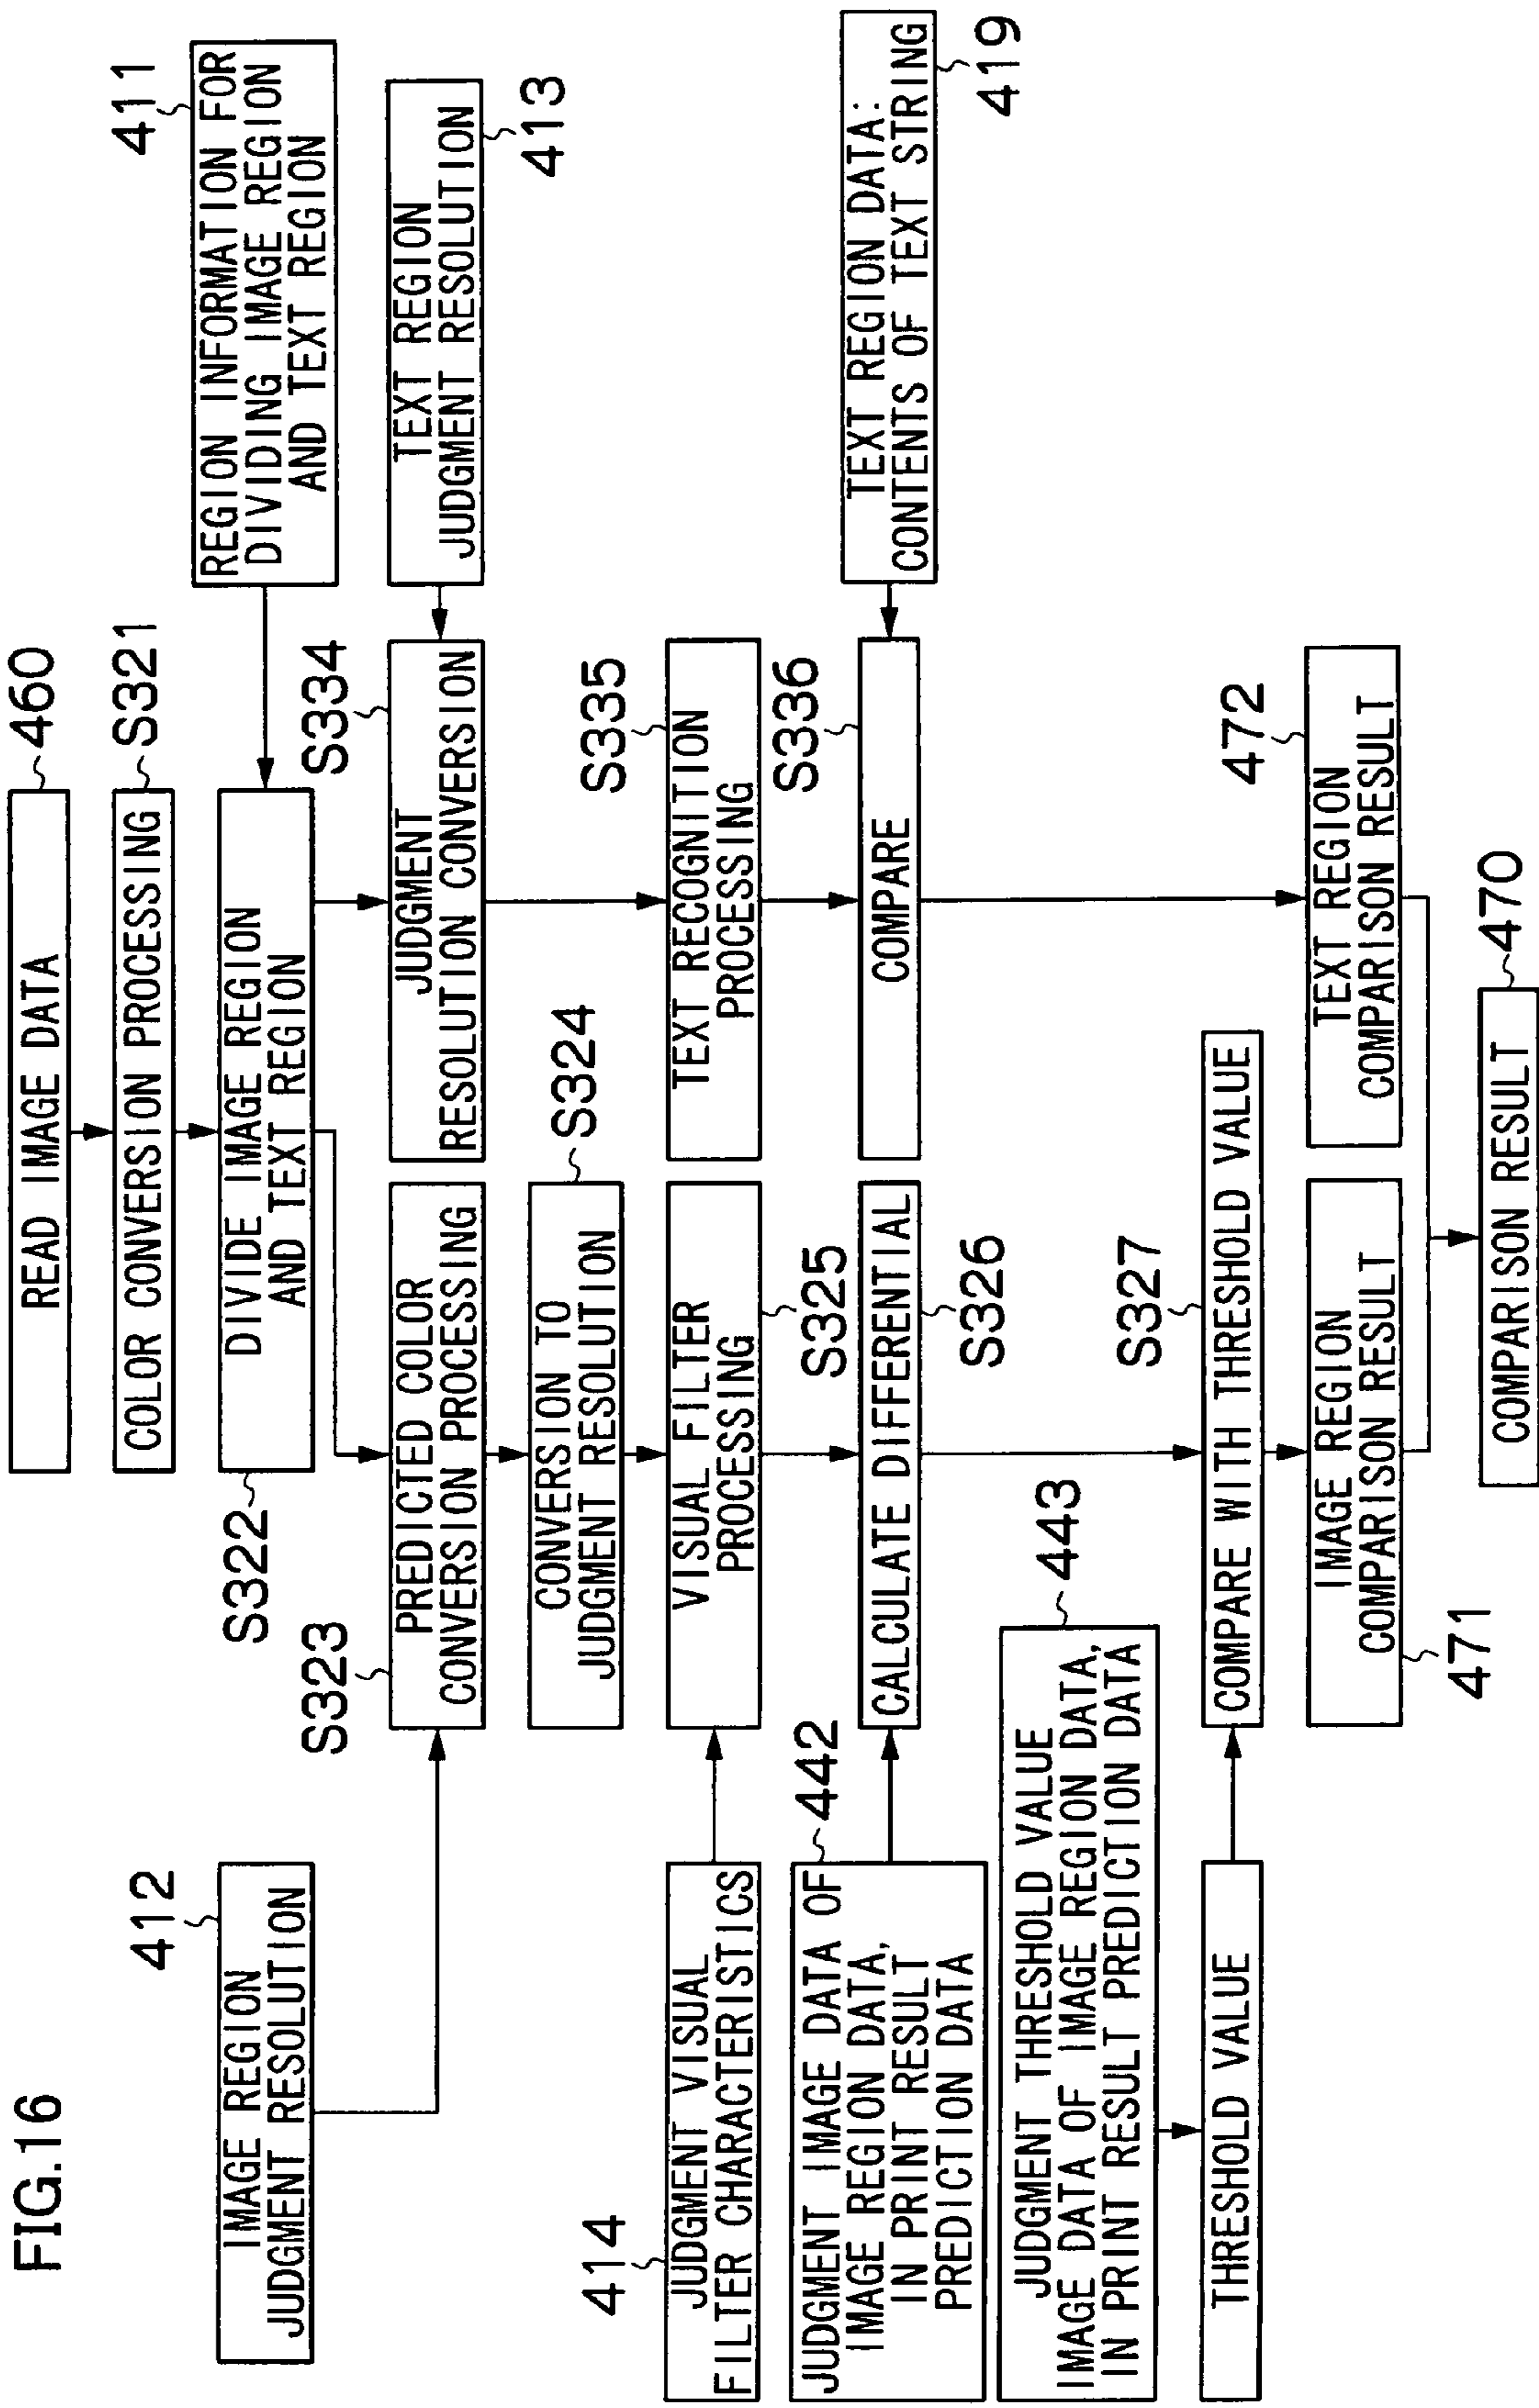 FIG.16
READ IMAGE DATA
460
COLOR CONVERSION PROCESSING
S321
DIVIDE IMAGE REGION
AND TEXT REGION
S322
REGION INFORMATION FOR
DIVIDING IMAGE REGION
AND TEXT REGION
411
IMAGE REGION
JUDGMENT RESOLUTION
412
S323
PREDICTED COLOR
CONVERSION PROCESSING
JUDGMENT
RESOLUTION CONVERSION
S334
TEXT REGION
JUDGMENT RESOLUTION
413
CONVERSION TO
JUDGMENT RESOLUTION
S324
414
JUDGMENT VISUAL
FILTER CHARACTERISTICS
VISUAL FILTER
PROCESSING
S325
TEXT RECOGNITION
PROCESSING
S335
JUDGMENT IMAGE DATA OF
IMAGE REGION DATA,
IN PRINT RESULT
PREDICTION DATA
442
CALCULATE DIFFERENTIAL
S326
COMPARE
S336
TEXT REGION DATA:
CONTENTS OF TEXT STRING
419
JUDGMENT THRESHOLD VALUE
IMAGE DATA OF IMAGE REGION DATA,
IN PRINT RESULT PREDICTION DATA
443
THRESHOLD VALUE
COMPARE WITH THRESHOLD VALUE
S327
IMAGE REGION
COMPARISON RESULT
471
TEXT REGION
COMPARISON RESULT
472
COMPARISON RESULT
470